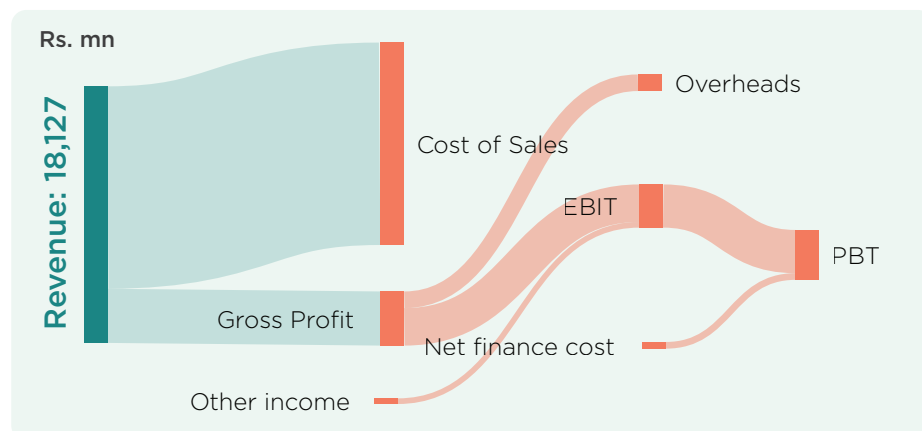 Rs. mn
Revenue: 18,127
Overheads
Cost of Sales
EBIT
PBT
Gross Profit
Net finance cost
Other income